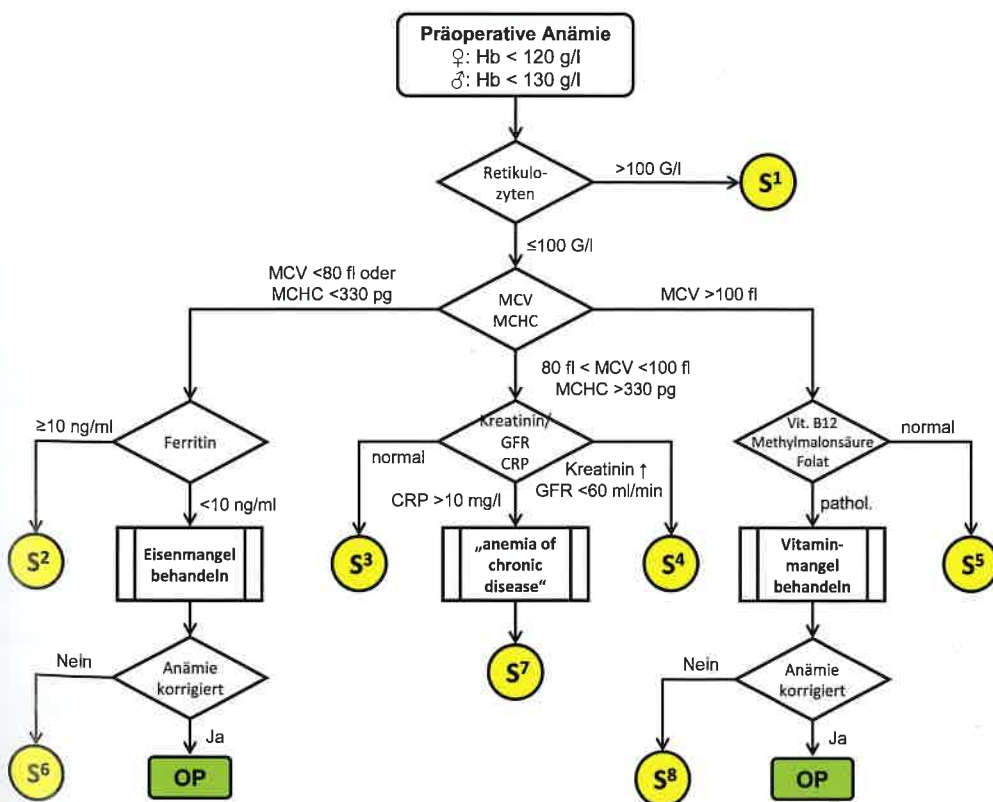 Präoperative Anämie
♀: Hb < 120 g/l
♂: Hb < 130 g/l
Retikulo-
zyten
>100 G/l
S¹
≤100 G/l
MCV <80 fl oder
MCHC <330 pg
MCV
MCHC
MCV >100 fl
80 fl < MCV <100 fl
MCHC >330 pg
≥10 ng/ml
Ferritin
<10 ng/ml
S²
Eisenmangel
behandeln
Nein
Anämie
korrigiert
Ja
S⁶
OP
Kreatinin/
GFR
CRP
normal
S³
CRP >10 mg/l
Kreatinin ↑
GFR <60 ml/min
S⁴
„anemia of
chronic
disease“
S⁷
Vit. B12
Methylmalonsäure
Folat
normal
S⁵
pathol.
Vitamin-
mangel
behandeln
Nein
Anämie
korrigiert
Ja
S⁸
OP